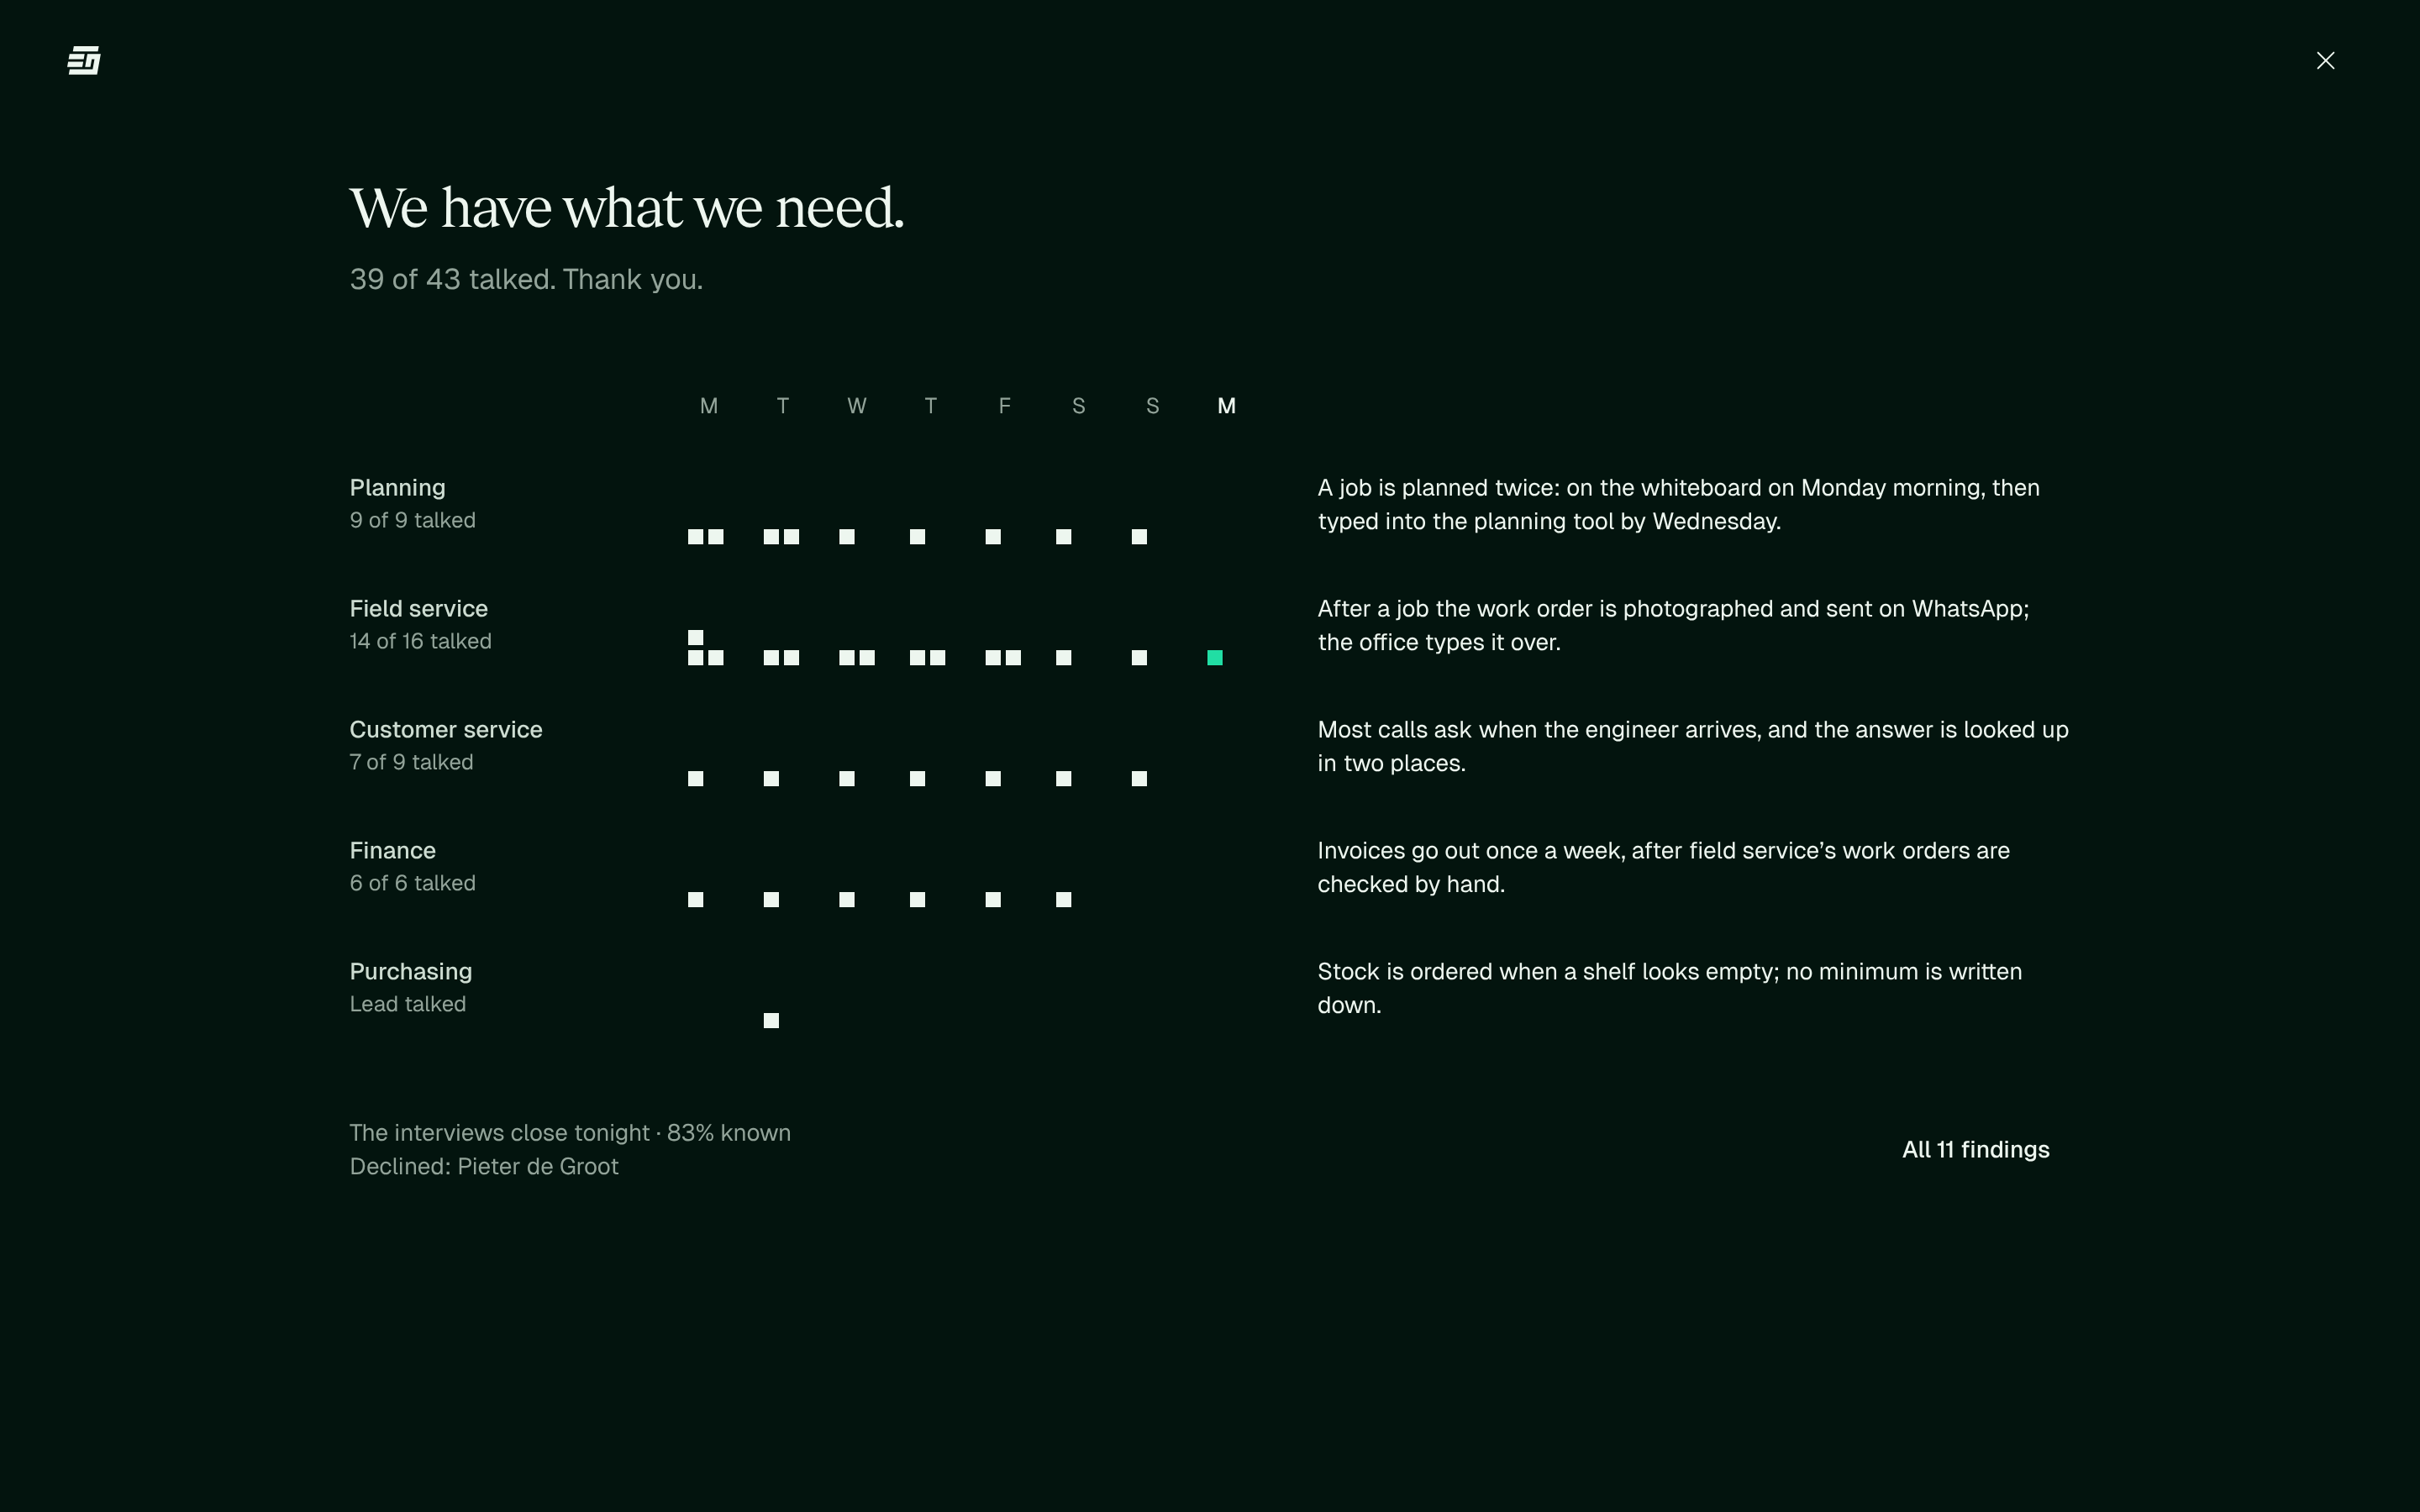 We have what we need.
39 of 43 talked. Thank you.
M T W T F S S M
Planning
9 of 9 talked
A job is planned twice: on the whiteboard on Monday morning, then
typed into the planning tool by Wednesday.
Field service
14 of 16 talked
After a job the work order is photographed and sent on WhatsApp;
the office types it over.
Customer service
7 of 9 talked
Most calls ask when the engineer arrives, and the answer is looked up
in two places.
Finance
6 of 6 talked
Invoices go out once a week, after field service’s work orders are
checked by hand.
Purchasing
Lead talked
Stock is ordered when a shelf looks empty; no minimum is written
down.
The interviews close tonight · 83% known
Declined: Pieter de Groot
All 11 findings